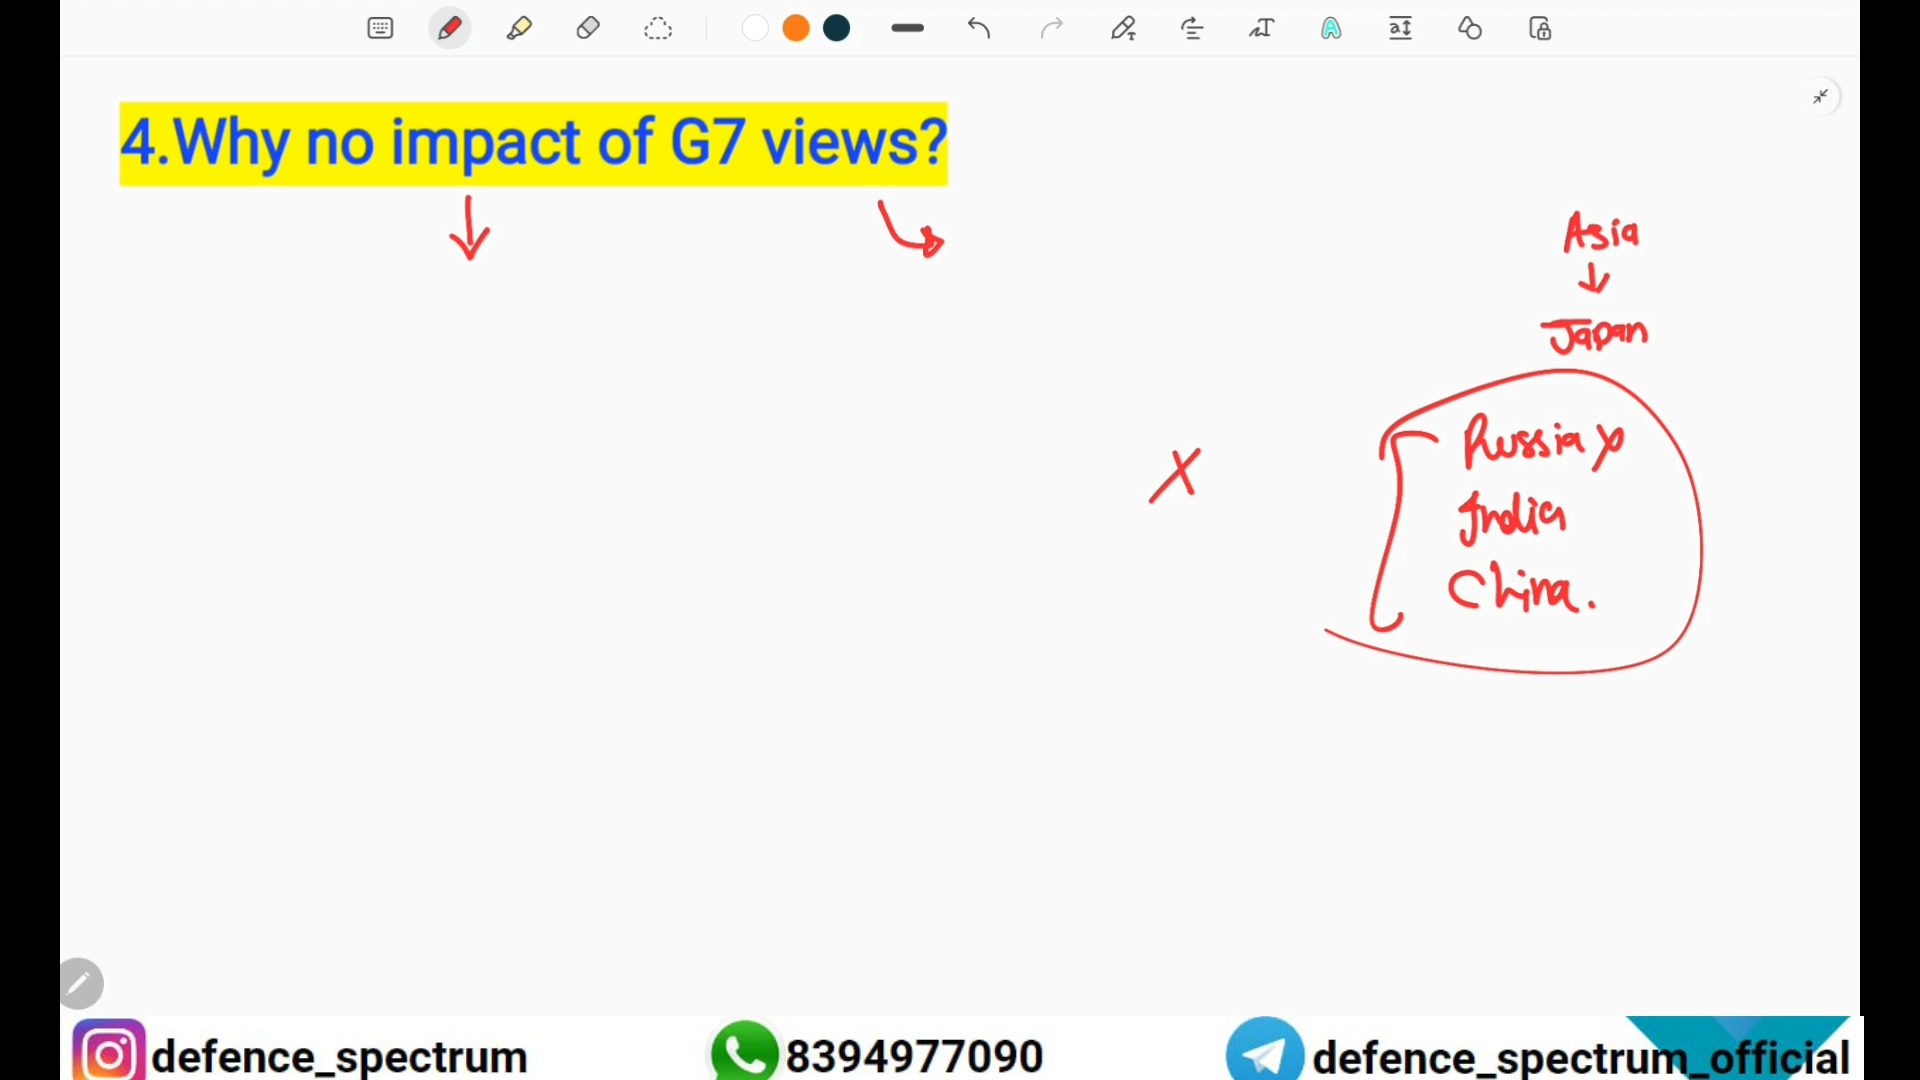 4.Why no impact of G7 views?
Asia
Japan
Russia
India
China.
defence_spectrum
8394977090
defence_spectrum_official